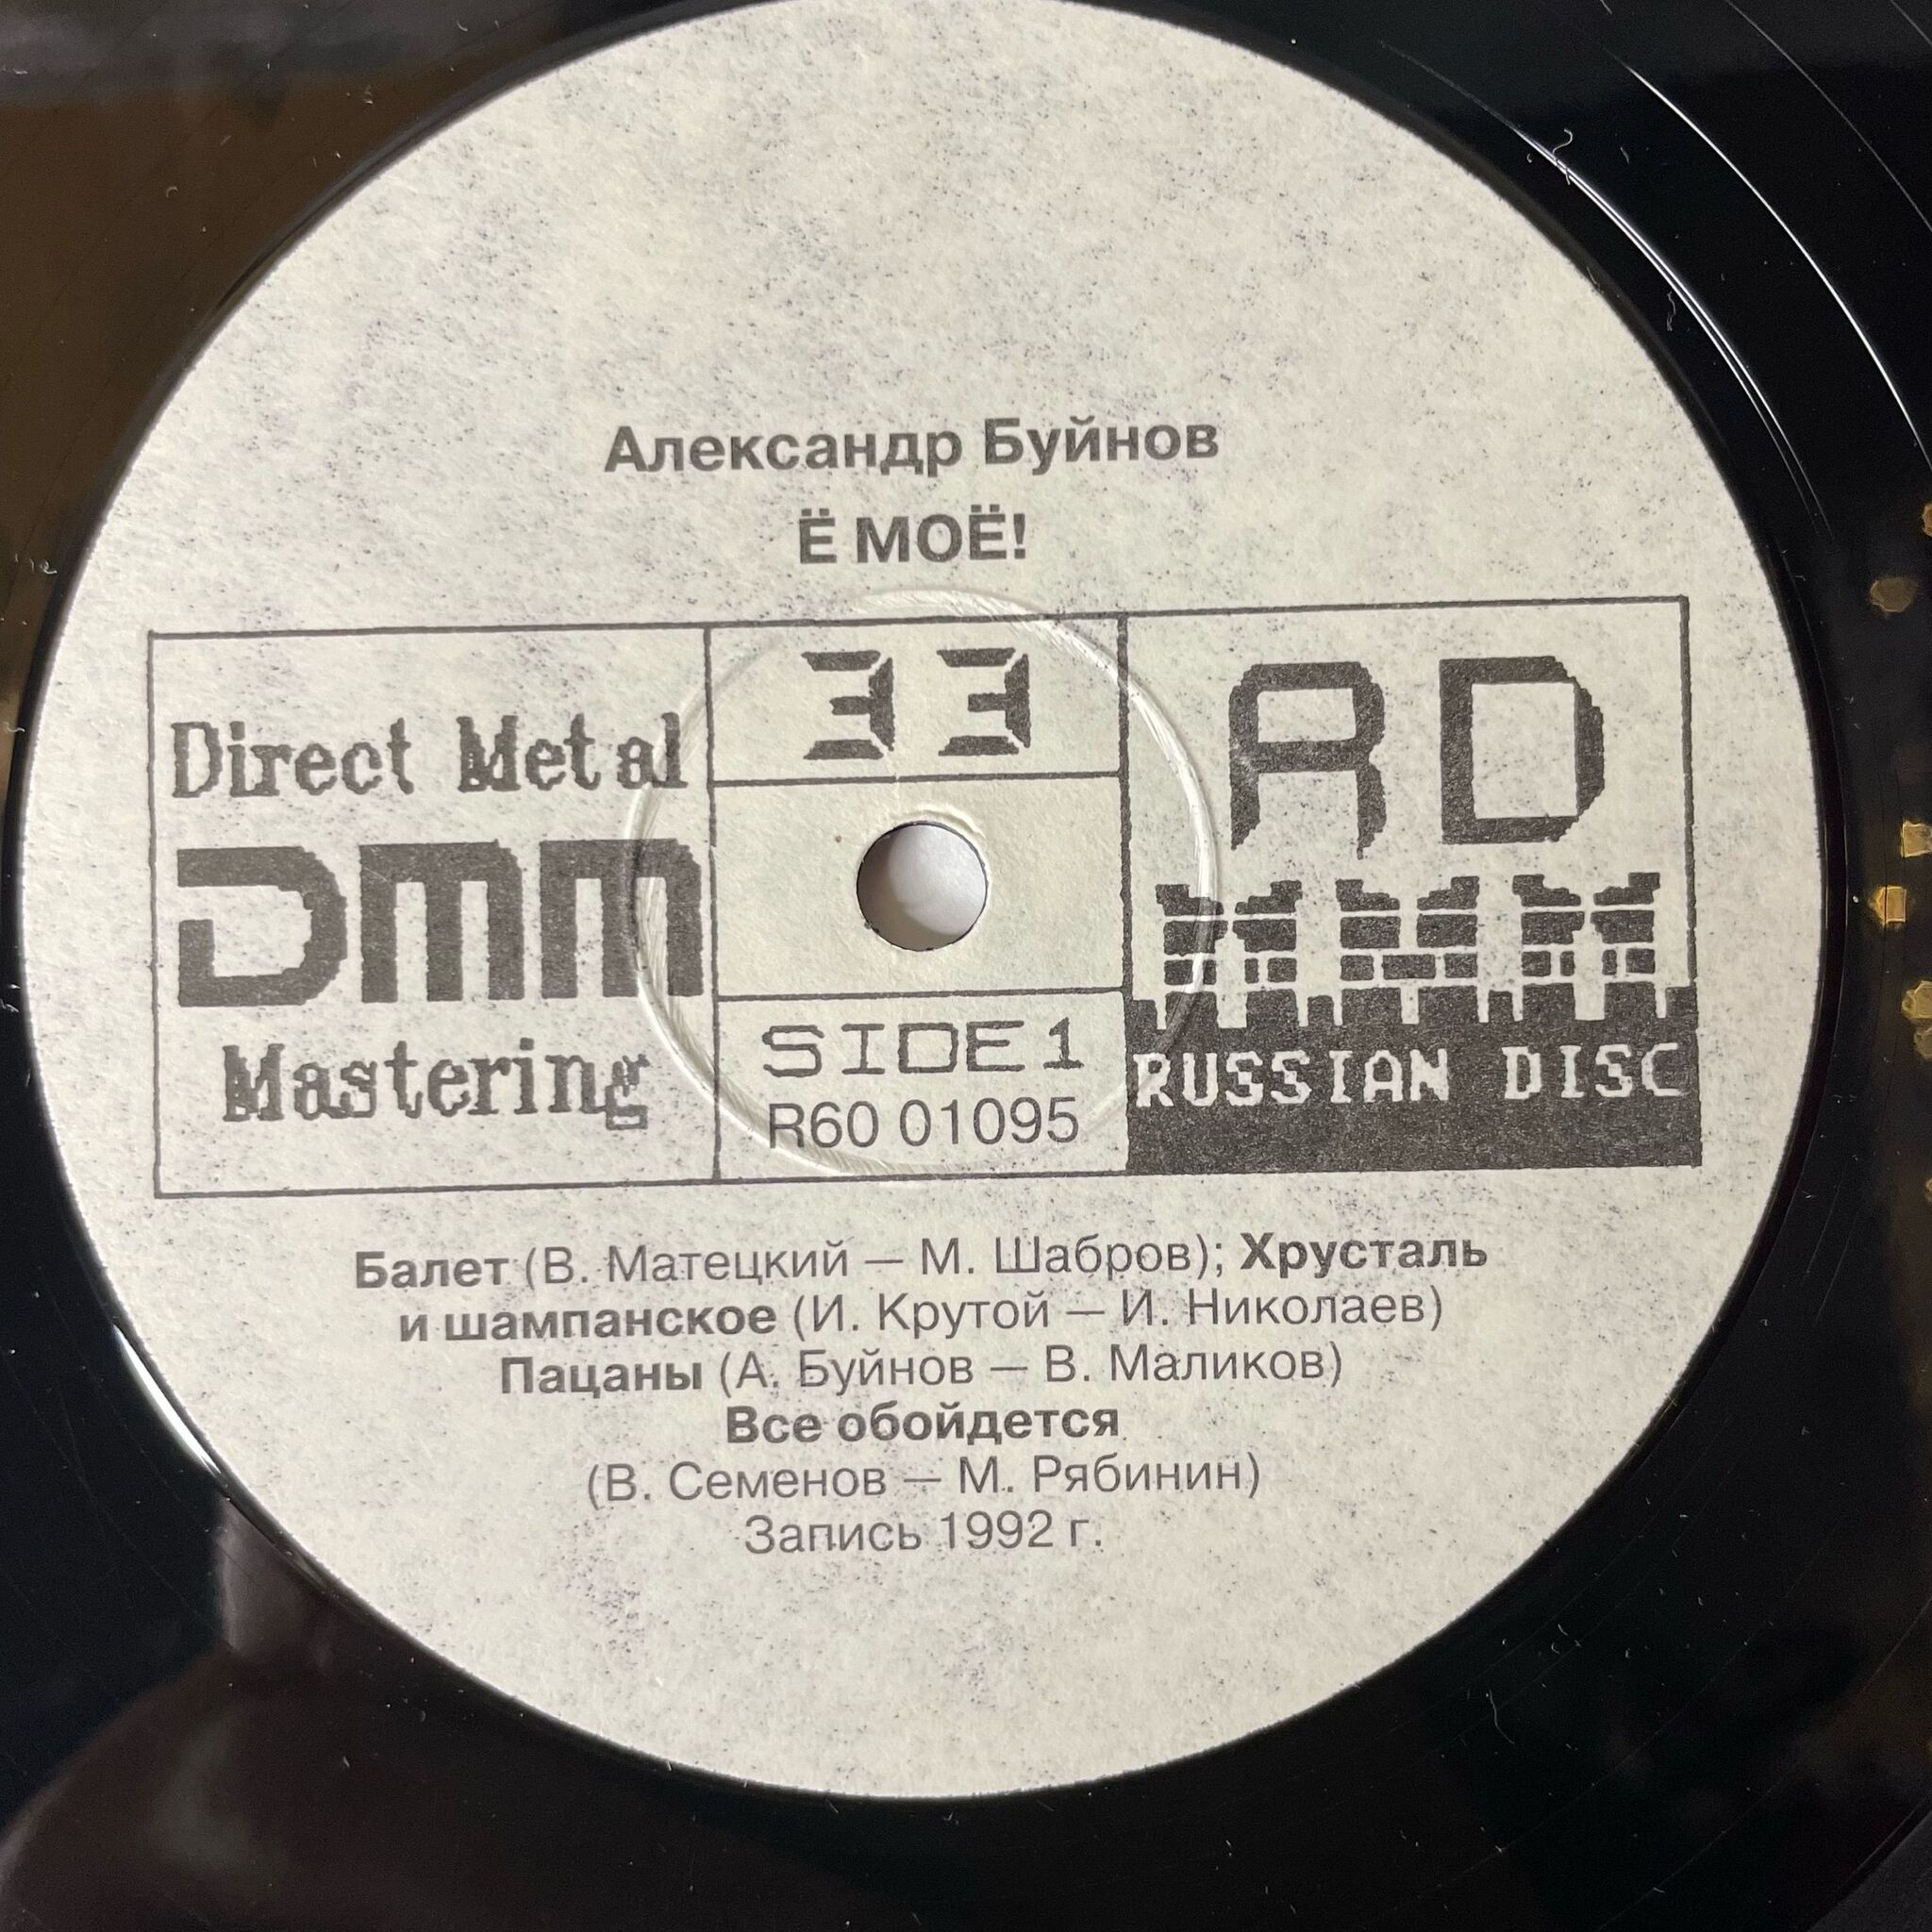 Александр Буйнов
Ё МОЁ!
Direct Metal
DMM
Mastering
33
SIDE 1
R60 01095
RD
RUSSIAN DISC
Балет (В. Матецкий — М. Шабров); Хрусталь
и шампанское (И. Крутой — И. Николаев)
Пацаны (А. Буйнов — В. Маликов)
Все обойдется
(В. Семенов — М. Рябинин)
Запись 1992 г.